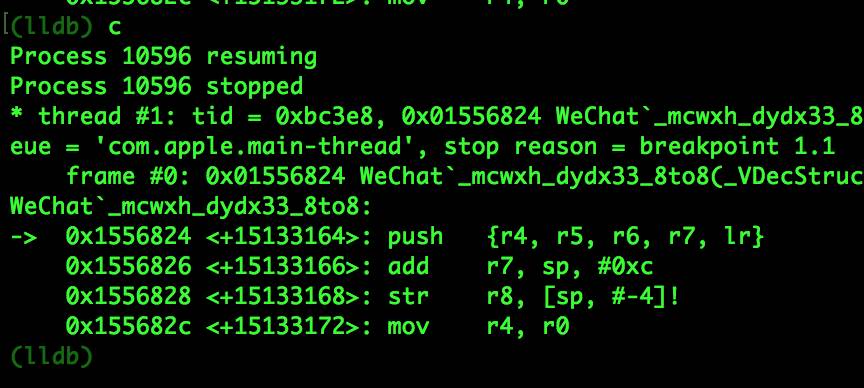 (lldb) c
Process 10596 resuming
Process 10596 stopped
* thread #1: tid = 0xbc3e8, 0x01556824 WeChat`_mcwxh_dydx33_8
eue = 'com.apple.main-thread', stop reason = breakpoint 1.1
    frame #0: 0x01556824 WeChat`_mcwxh_dydx33_8to8(_VDecStruc
WeChat`_mcwxh_dydx33_8to8:
->  0x1556824 <+15133164>: push   {r4, r5, r6, r7, lr}
    0x1556826 <+15133166>: add    r7, sp, #0xc
    0x1556828 <+15133168>: str    r8, [sp, #-4]!
    0x155682c <+15133172>: mov    r4, r0
(lldb)